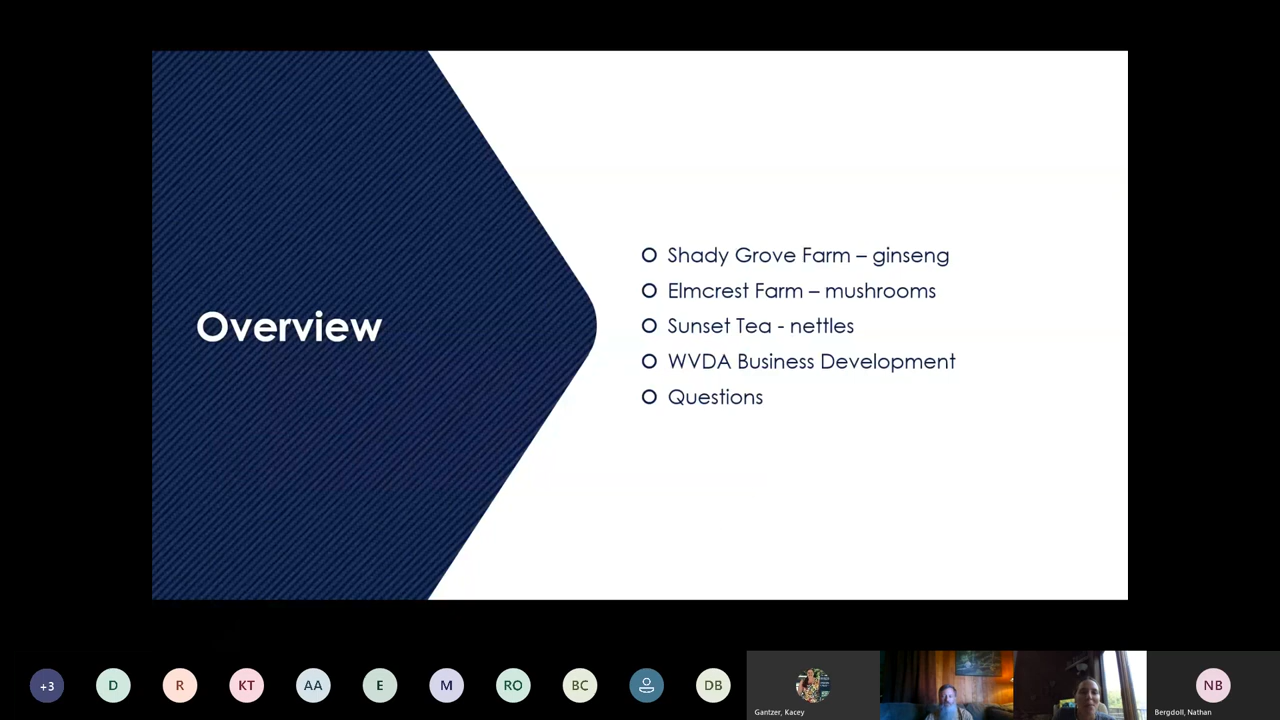 Overview
Shady Grove Farm – ginseng
Elmcrest Farm – mushrooms
Sunset Tea - nettles
WVDA Business Development
Questions
+3
D
R
KT
AA
E
M
RO
BC
DB
Gantzer, Kacey
NB
Bergdoll, Nathan